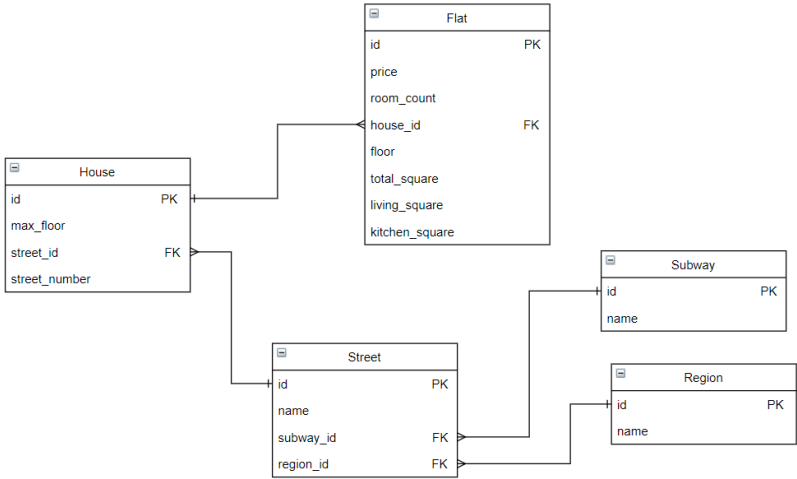 Flat
id PK
price
room_count
house_id FK
floor
total_square
living_square
kitchen_square
House
id PK
max_floor
street_id FK
street_number
Subway
id PK
name
Street
id PK
name
subway_id FK
region_id FK
Region
id PK
name